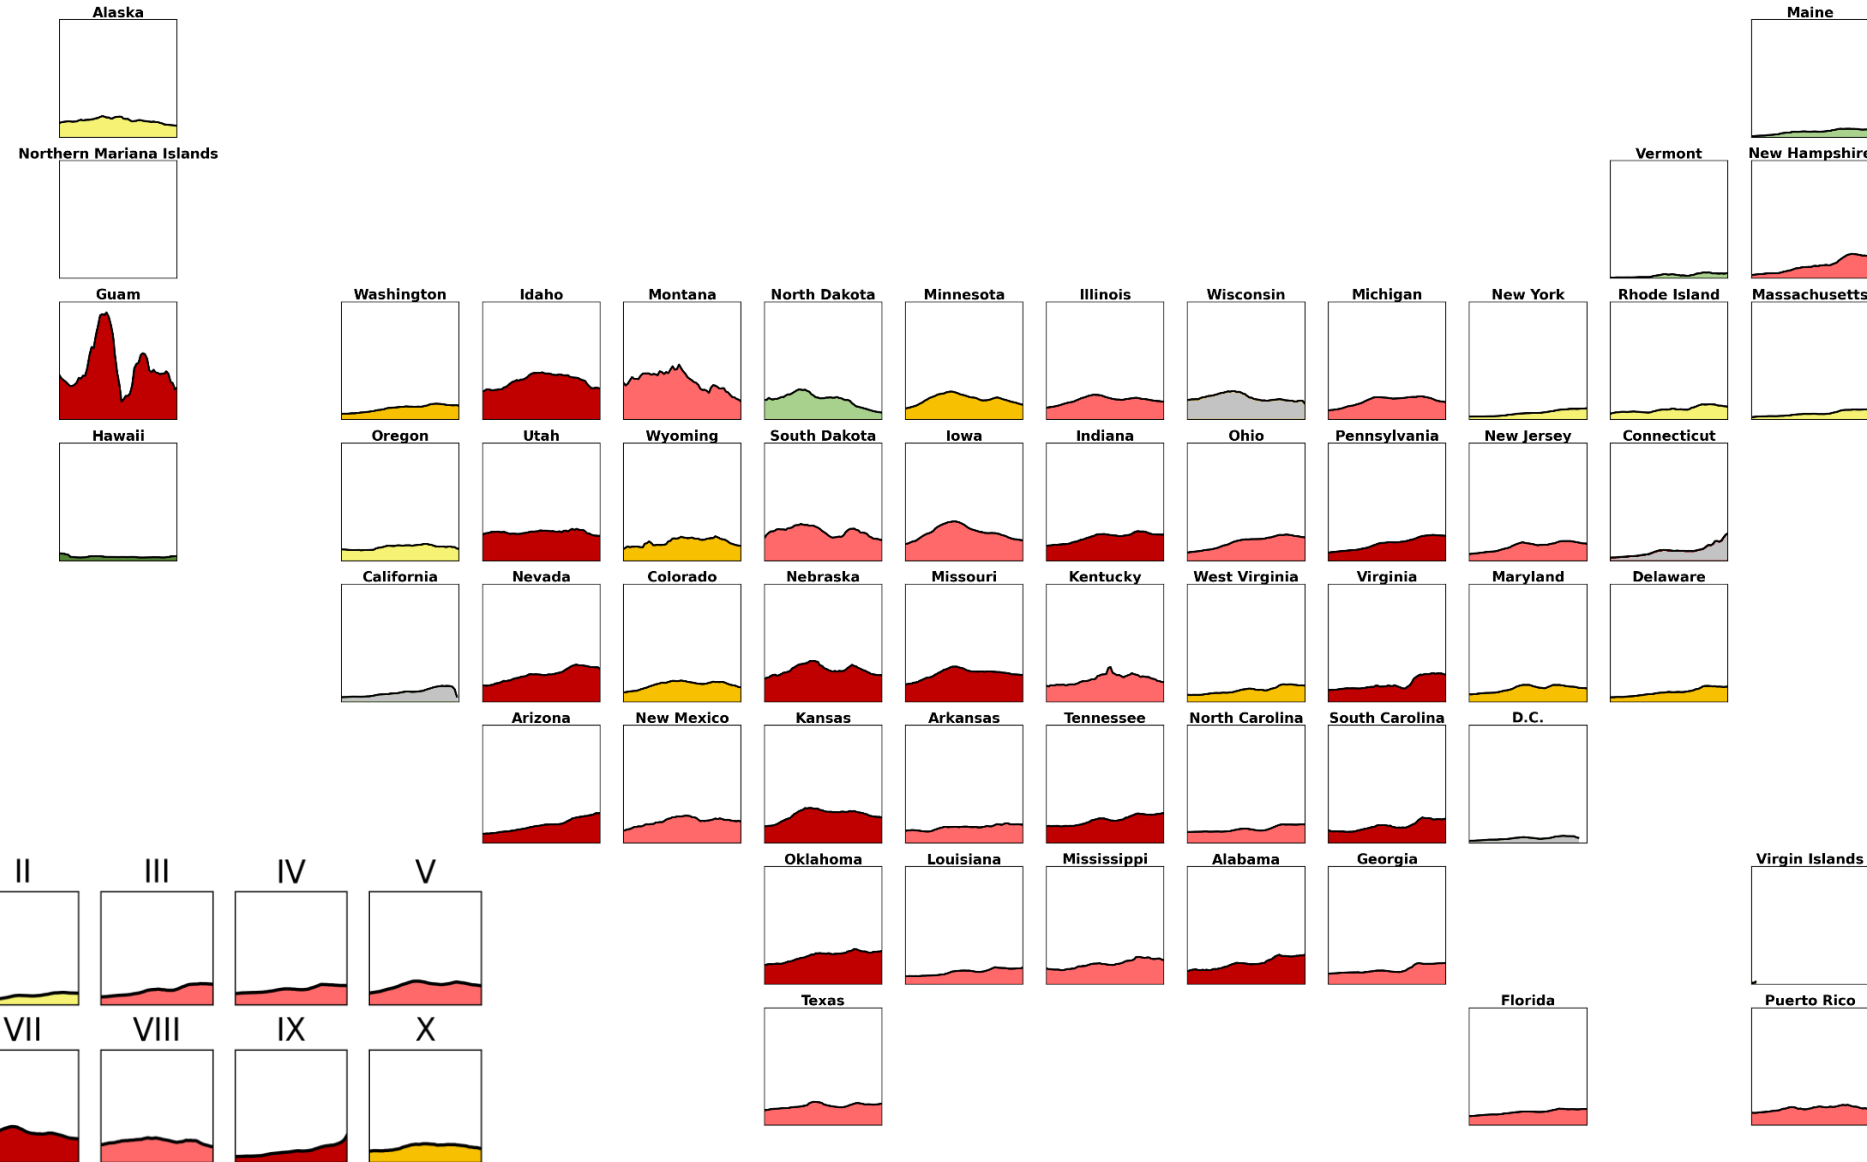 Alaska
Maine
Northern Mariana Islands
Vermont
New Hampshire
Guam
Washington
Idaho
Montana
North Dakota
Minnesota
Illinois
Wisconsin
Michigan
New York
Rhode Island
Massachusetts
Hawaii
Oregon
Utah
Wyoming
South Dakota
Iowa
Indiana
Ohio
Pennsylvania
New Jersey
Connecticut
California
Nevada
Colorado
Nebraska
Missouri
Kentucky
West Virginia
Virginia
Maryland
Delaware
Arizona
New Mexico
Kansas
Arkansas
Tennessee
North Carolina
South Carolina
D.C.
II
III
IV
V
Oklahoma
Louisiana
Mississippi
Alabama
Georgia
Virgin Islands
Texas
Florida
Puerto Rico
VII
VIII
IX
X